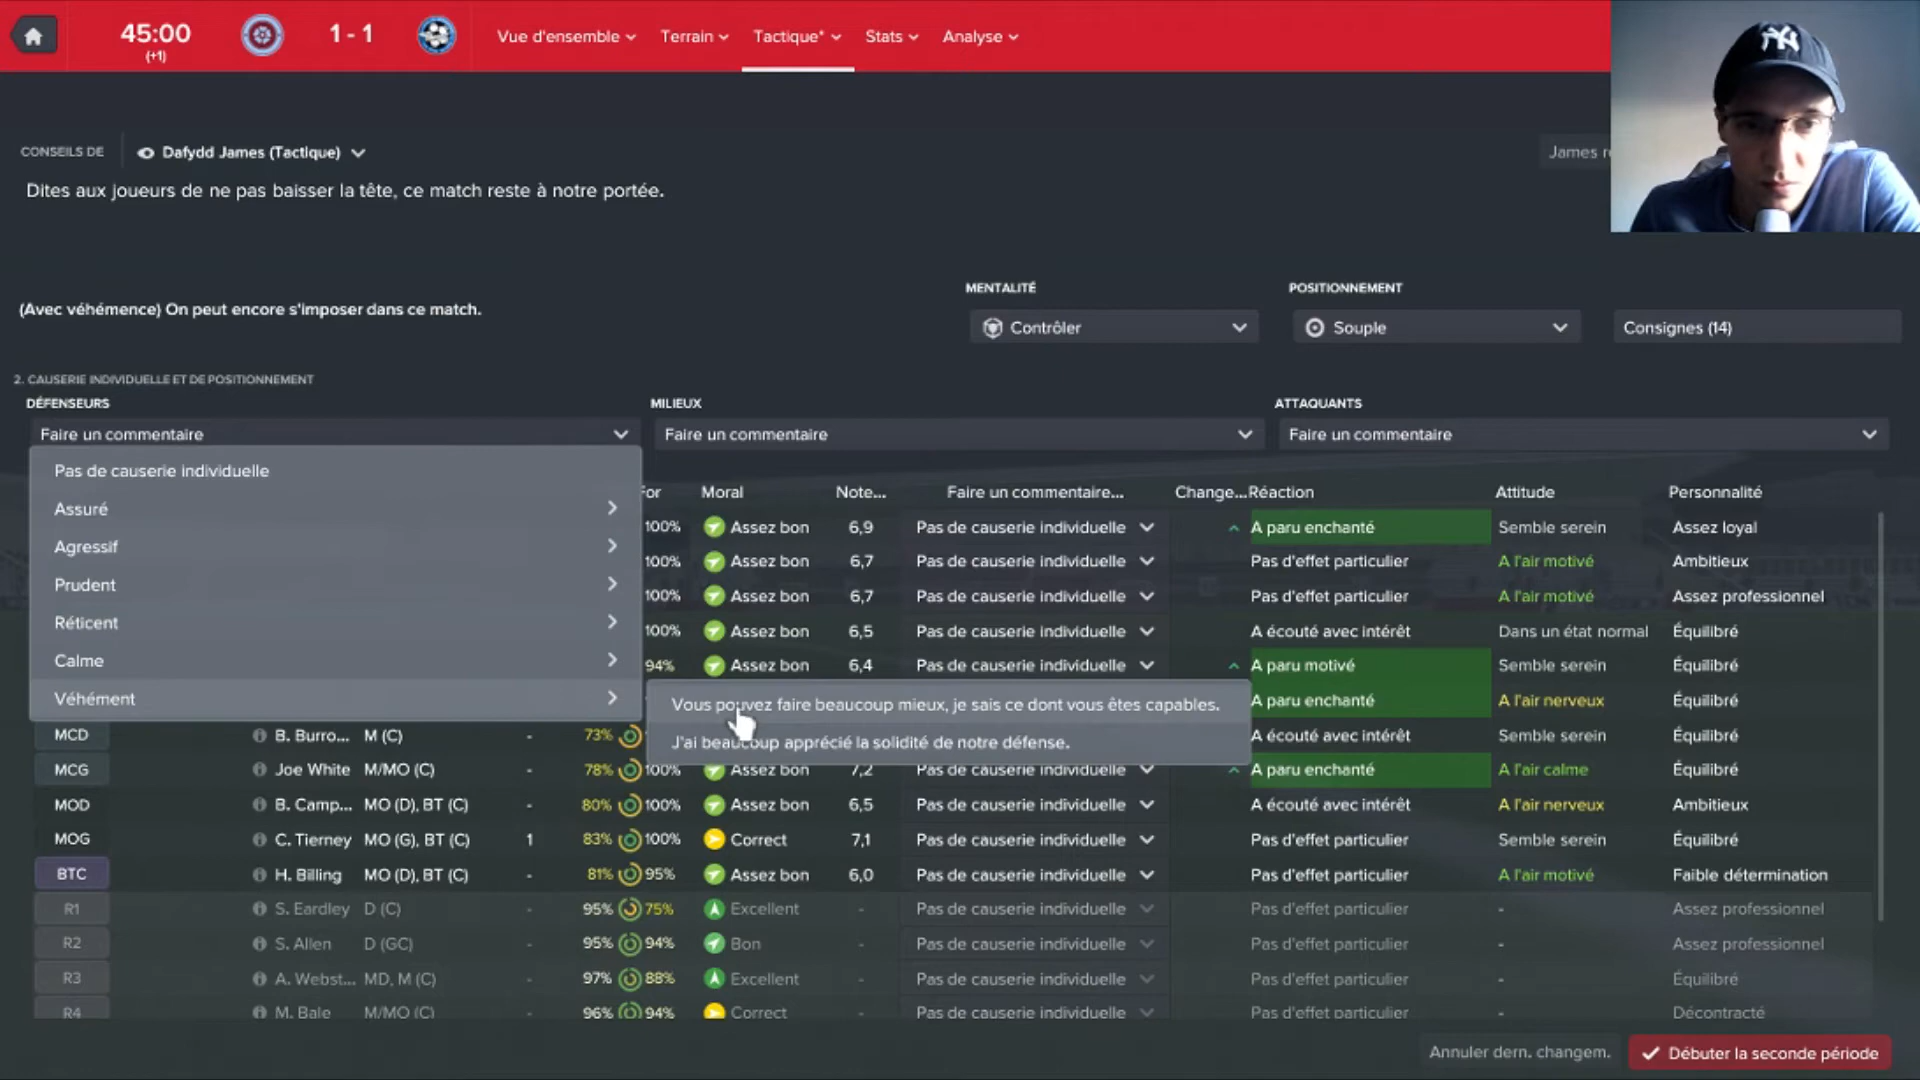 45:00
(+1)
1 - 1
Vue d'ensemble
Terrain
Tactique*
Stats
Analyse
CONSEILS DE
Dafydd James (Tactique)
James r
Dites aux joueurs de ne pas baisser la tête, ce match reste à notre portée.
MENTALITÉ
POSITIONNEMENT
(Avec véhémence) On peut encore s'imposer dans ce match.
Contrôler
Souple
Consignes (14)
2. CAUSERIE INDIVIDUELLE ET DE POSITIONNEMENT
DÉFENSEURS
MILIEUX
ATTAQUANTS
Faire un commentaire
Faire un commentaire
Faire un commentaire
Pas de causerie individuelle
Assuré
Agressif
Prudent
Réticent
Calme
Véhément
Vous pouvez faire beaucoup mieux, je sais ce dont vous êtes capables.
J'ai beaucoup apprécié la solidité de notre défense.
For Moral Note... Faire un commentaire... Change... Réaction Attitude Personnalité
100% Assez bon 6,9 Pas de causerie individuelle A paru enchanté Semble serein Assez loyal
100% Assez bon 6,7 Pas de causerie individuelle Pas d'effet particulier A l'air motivé Ambitieux
100% Assez bon 6,7 Pas de causerie individuelle Pas d'effet particulier A l'air motivé Assez professionnel
100% Assez bon 6,5 Pas de causerie individuelle A écouté avec intérêt Dans un état normal Équilibré
94% Assez bon 6,4 Pas de causerie individuelle A paru motivé Semble serein Équilibré
A paru enchanté A l'air nerveux Équilibré
MCD B. Burro... M (C) - 73% A écouté avec intérêt Semble serein Équilibré
MCG Joe White M/MO (C) - 78% 100% Assez bon 7,2 Pas de causerie individuelle A paru enchanté A l'air calme Équilibré
MOD B. Camp... MO (D), BT (C) - 80% 100% Assez bon 6,5 Pas de causerie individuelle A écouté avec intérêt A l'air nerveux Ambitieux
MOG C. Tierney MO (G), BT (C) 1 83% 100% Correct 7,1 Pas de causerie individuelle Pas d'effet particulier Semble serein Équilibré
BTC H. Billing MO (D), BT (C) - 81% 95% Assez bon 6,0 Pas de causerie individuelle Pas d'effet particulier A l'air motivé Faible détermination
R1 S. Eardley D (C) - 95% 75% Excellent - Pas de causerie individuelle Pas d'effet particulier - Assez professionnel
R2 S. Allen D (GC) - 95% 94% Bon - Pas de causerie individuelle Pas d'effet particulier - Assez professionnel
R3 A. Webst... MD, M (C) - 97% 88% Excellent - Pas de causerie individuelle Pas d'effet particulier - Équilibré
R4 M. Bale M/MO (C) - 96% 94% Correct - Pas de causerie individuelle Pas d'effet particulier - Décontracté
Annuler dern. changem.
Débuter la seconde période